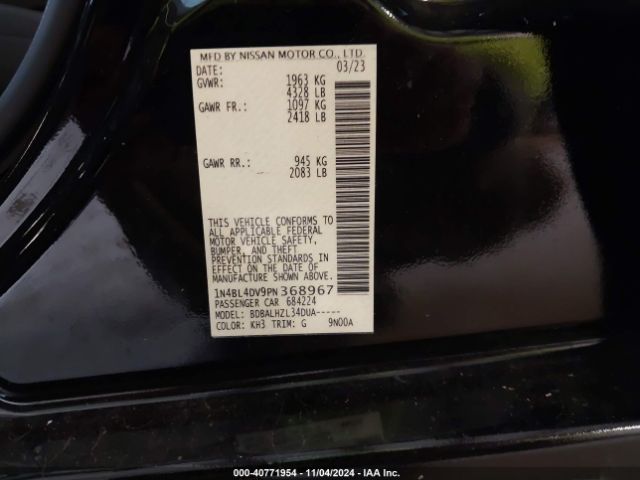 MFD BY NISSAN MOTOR CO., LTD.
DATE: 03/23
GVWR: 1963 KG
4328 LB
GAWR FR.: 1097 KG
2418 LB
GAWR RR.: 945 KG
2083 LB
THIS VEHICLE CONFORMS TO
ALL APPLICABLE FEDERAL
MOTOR VEHICLE SAFETY,
BUMPER, AND THEFT
PREVENTION STANDARDS IN
EFFECT ON THE DATE OF
MANUFACTURE SHOWN ABOVE.
1N4BL4DV9PN368967
PASSENGER CAR 684224
MODEL: BDBALHZL34DUA-----
COLOR: KH3 TRIM: G 9N00A
000-40771954 - 11/04/2024 - IAA Inc.